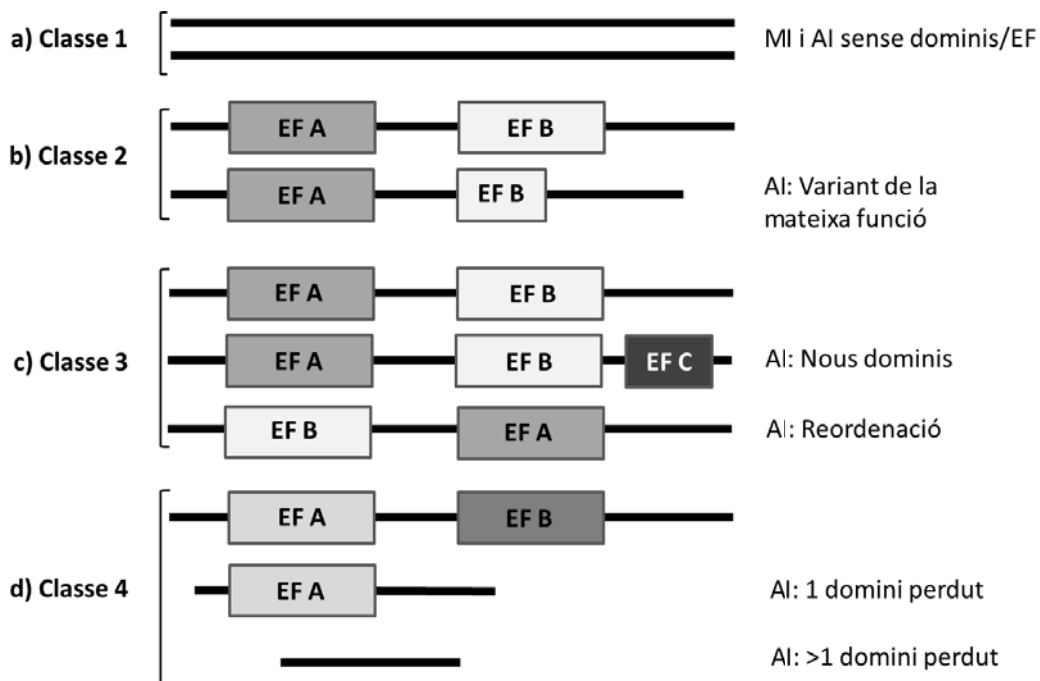 a) Classe 1
MI i AI sense dominis/EF
EF A
EF B
b) Classe 2
EF A
EF B
AI: Variant de la
mateixa funció
EF A
EF B
c) Classe 3
EF A
EF B
EF C
AI: Nous dominis
EF B
EF A
AI: Reordenació
EF A
EF B
d) Classe 4
EF A
AI: 1 domini perdut
AI: >1 domini perdut